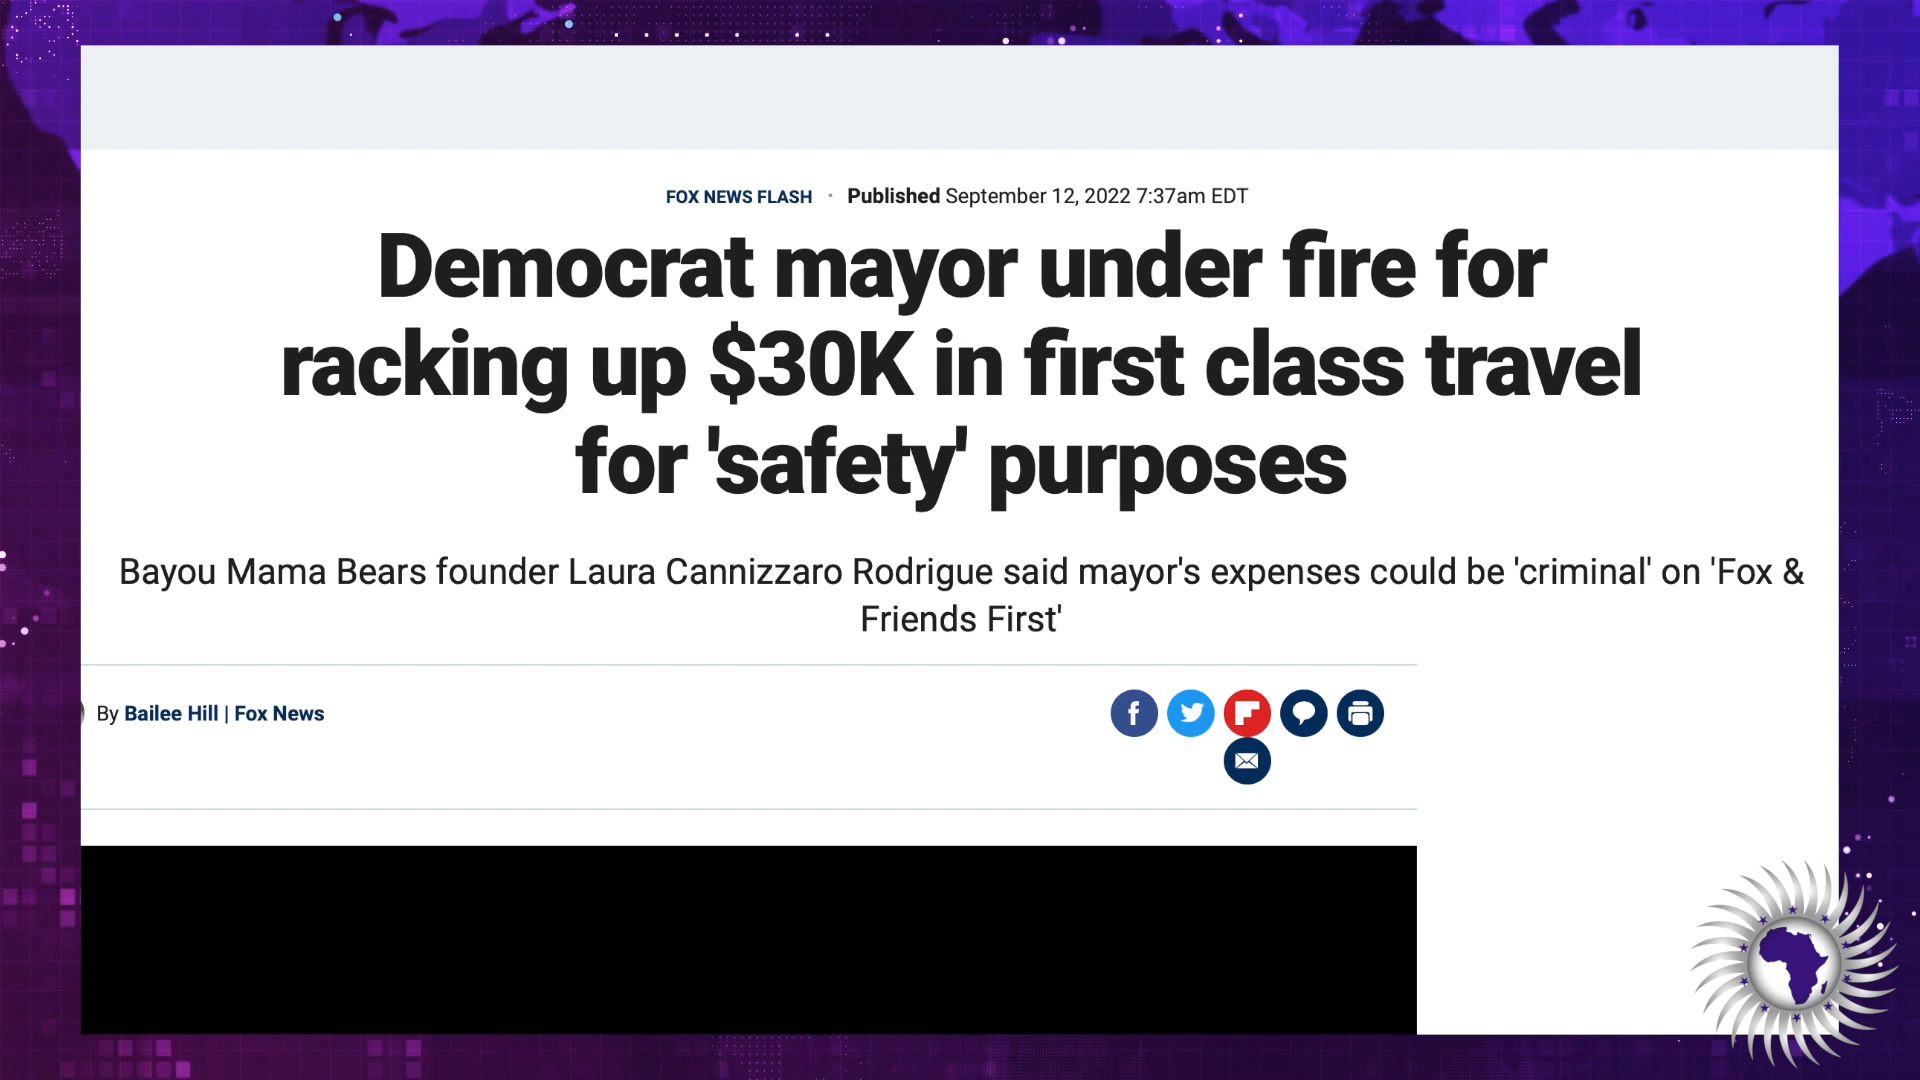 FOX NEWS FLASH · Published September 12, 2022 7:37am EDT
Democrat mayor under fire for
racking up $30K in first class travel
for 'safety' purposes
Bayou Mama Bears founder Laura Cannizzaro Rodrigue said mayor's expenses could be 'criminal' on 'Fox &
Friends First'
By Bailee Hill | Fox News